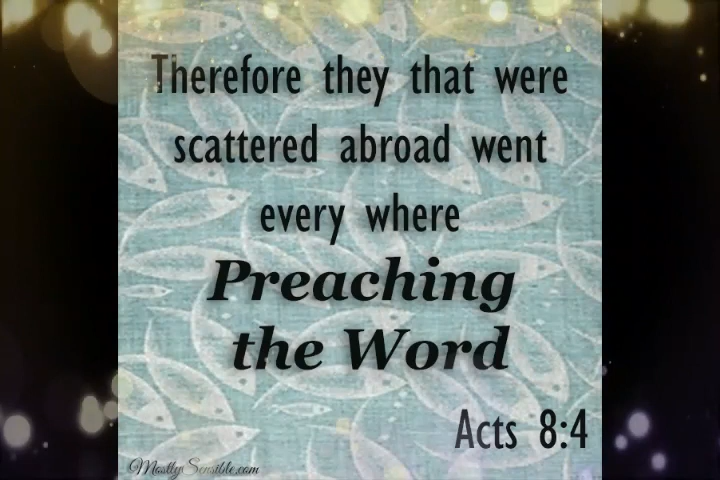 Therefore they that were
scattered abroad went
every where
Preaching
the Word
Acts 8:4
MostlySensible.com